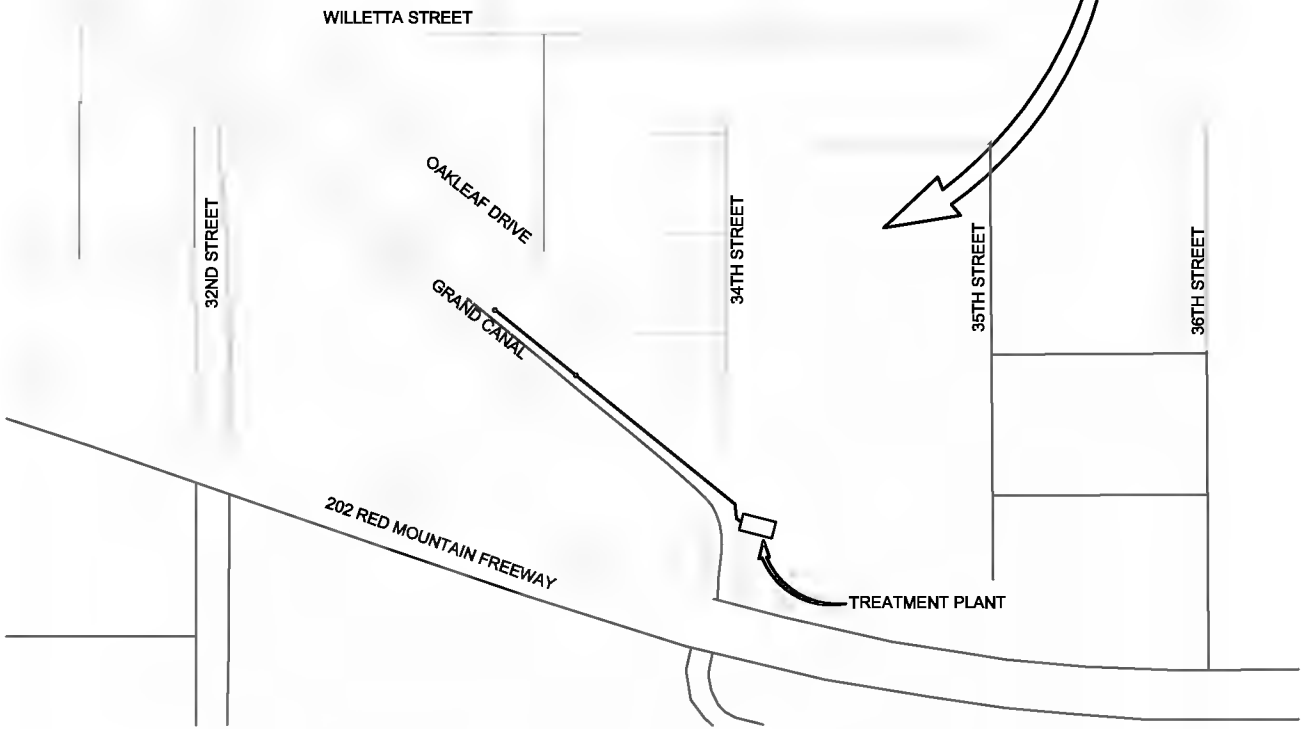 WILLETTA STREET
OAKLEAF DRIVE
32ND STREET
34TH STREET
35TH STREET
36TH STREET
GRAND CANAL
202 RED MOUNTAIN FREEWAY
TREATMENT PLANT